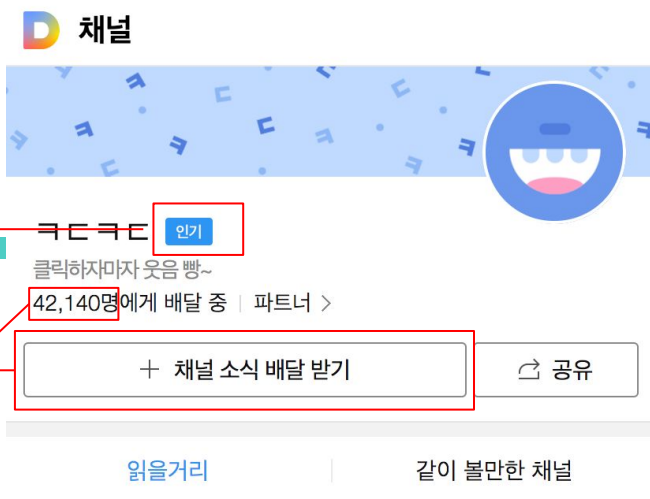 채널
ㅋㄷㅋㄷ 인기
클릭하자마자 웃음 빵~
42,140명에게 배달 중 | 파트너 >
+ 채널 소식 배달 받기
공유
읽을거리
같이 볼만한 채널